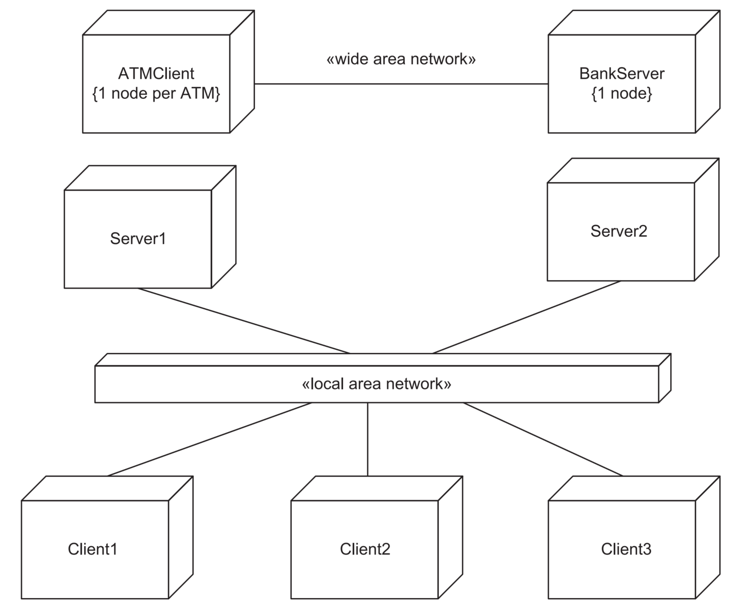 «wide area network»
ATMClient
{1 node per ATM}
BankServer
{1 node}
Server1
Server2
«local area network»
Client1
Client2
Client3